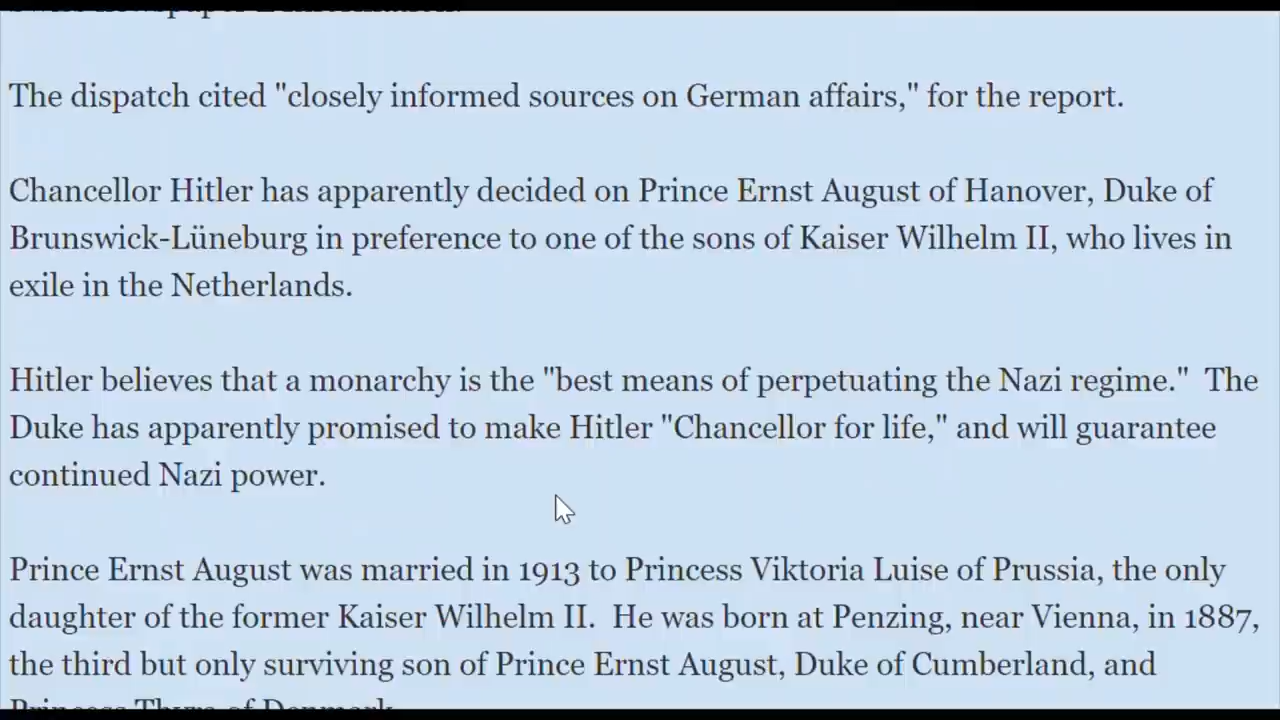 The dispatch cited "closely informed sources on German affairs," for the report.
Chancellor Hitler has apparently decided on Prince Ernst August of Hanover, Duke of
Brunswick-Lüneburg in preference to one of the sons of Kaiser Wilhelm II, who lives in
exile in the Netherlands.
Hitler believes that a monarchy is the "best means of perpetuating the Nazi regime."  The
Duke has apparently promised to make Hitler "Chancellor for life," and will guarantee
continued Nazi power.
Prince Ernst August was married in 1913 to Princess Viktoria Luise of Prussia, the only
daughter of the former Kaiser Wilhelm II.  He was born at Penzing, near Vienna, in 1887,
the third but only surviving son of Prince Ernst August, Duke of Cumberland, and
Princess Thyra of Denmark